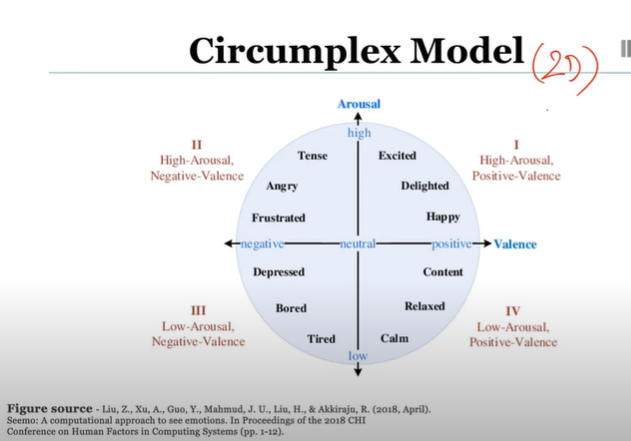 Circumplex Model (2D)
Arousal
high
II
High-Arousal,
Negative-Valence
I
High-Arousal,
Positive-Valence
Tense
Excited
Angry
Delighted
Frustrated
Happy
negative
neutral
positive
Valence
Depressed
Content
Bored
Relaxed
Tired
Calm
low
III
Low-Arousal,
Negative-Valence
IV
Low-Arousal,
Positive-Valence
Figure source - Liu, Z., Xu, A., Guo, Y., Mahmud, J. U., Liu, H., & Akkiraju, R. (2018, April).
Seemo: A computational approach to see emotions. In Proceedings of the 2018 CHI
Conference on Human Factors in Computing Systems (pp. 1-12).